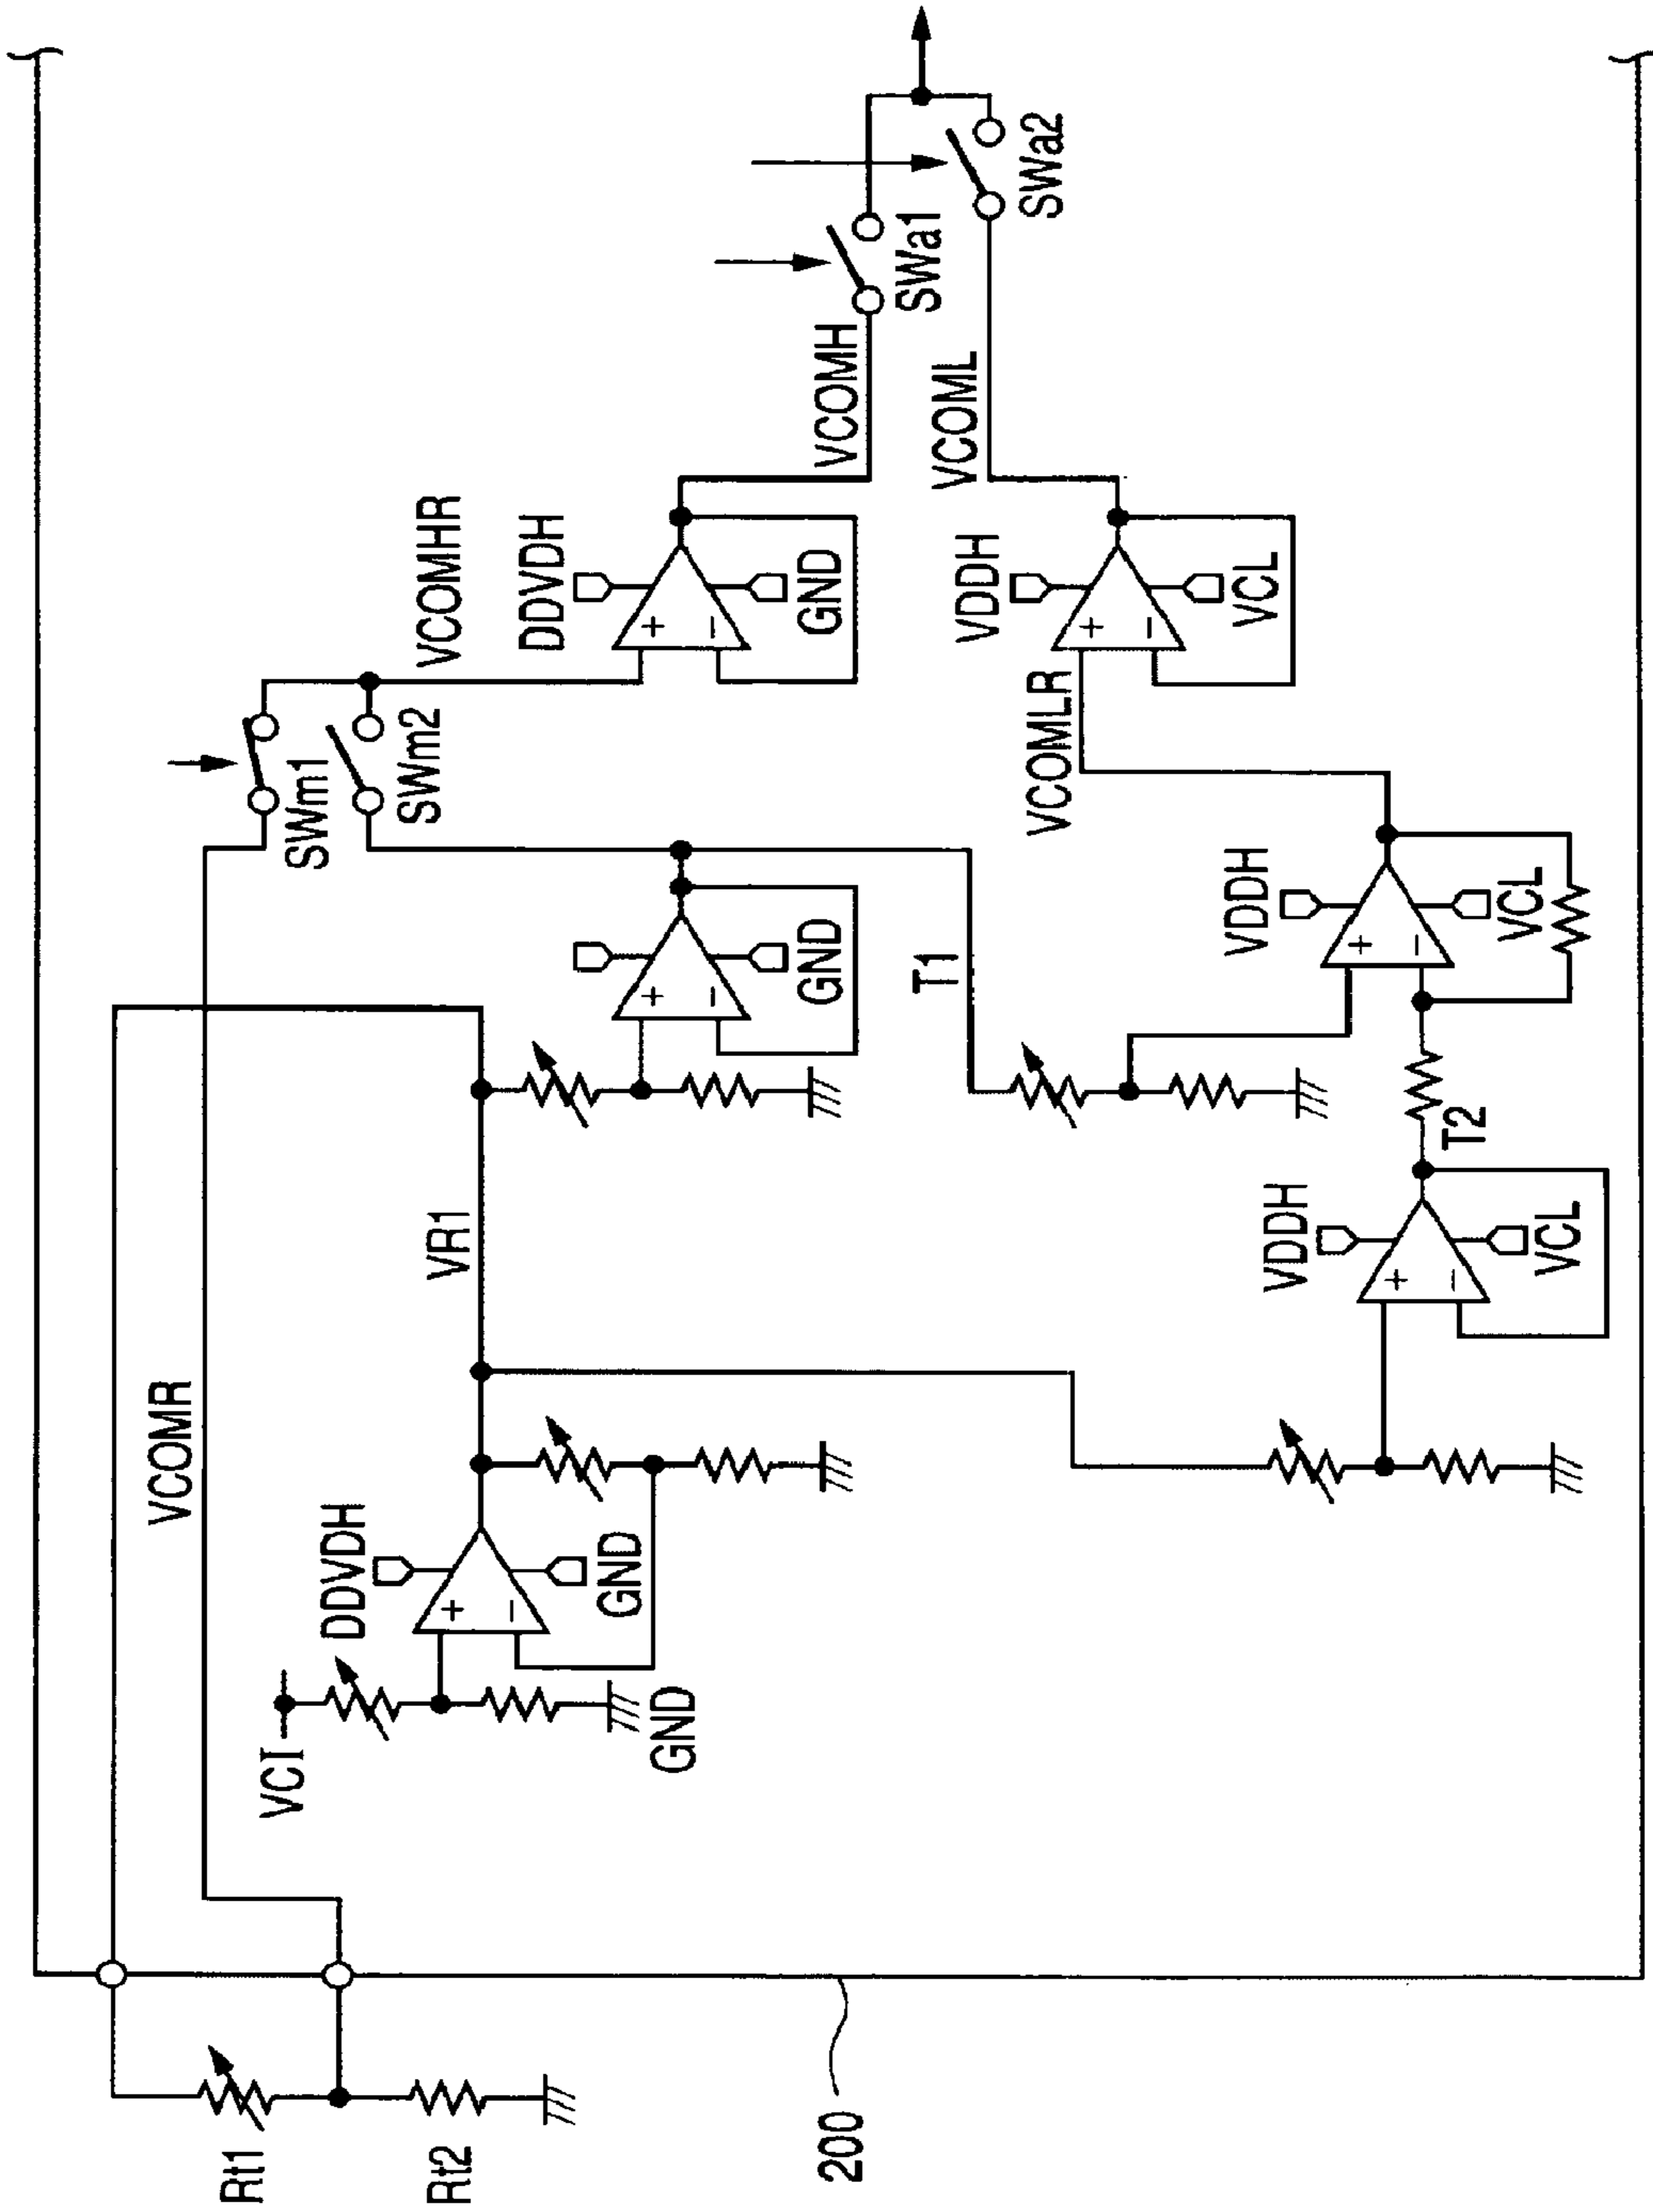 Rt1
Rt2
200
VCOMR
VCI
GND
DDVDH
+
−
GND
VR1
+
−
GND
SWm1
SWm2
VCOMHR
DDVDH
+
−
GND
VCOMH
SWa1
SWa2
VCOML
T1
VDDH
+
−
VCL
T2
VDDH
+
−
VCL
VCOMLR
VDDH
+
−
VCL